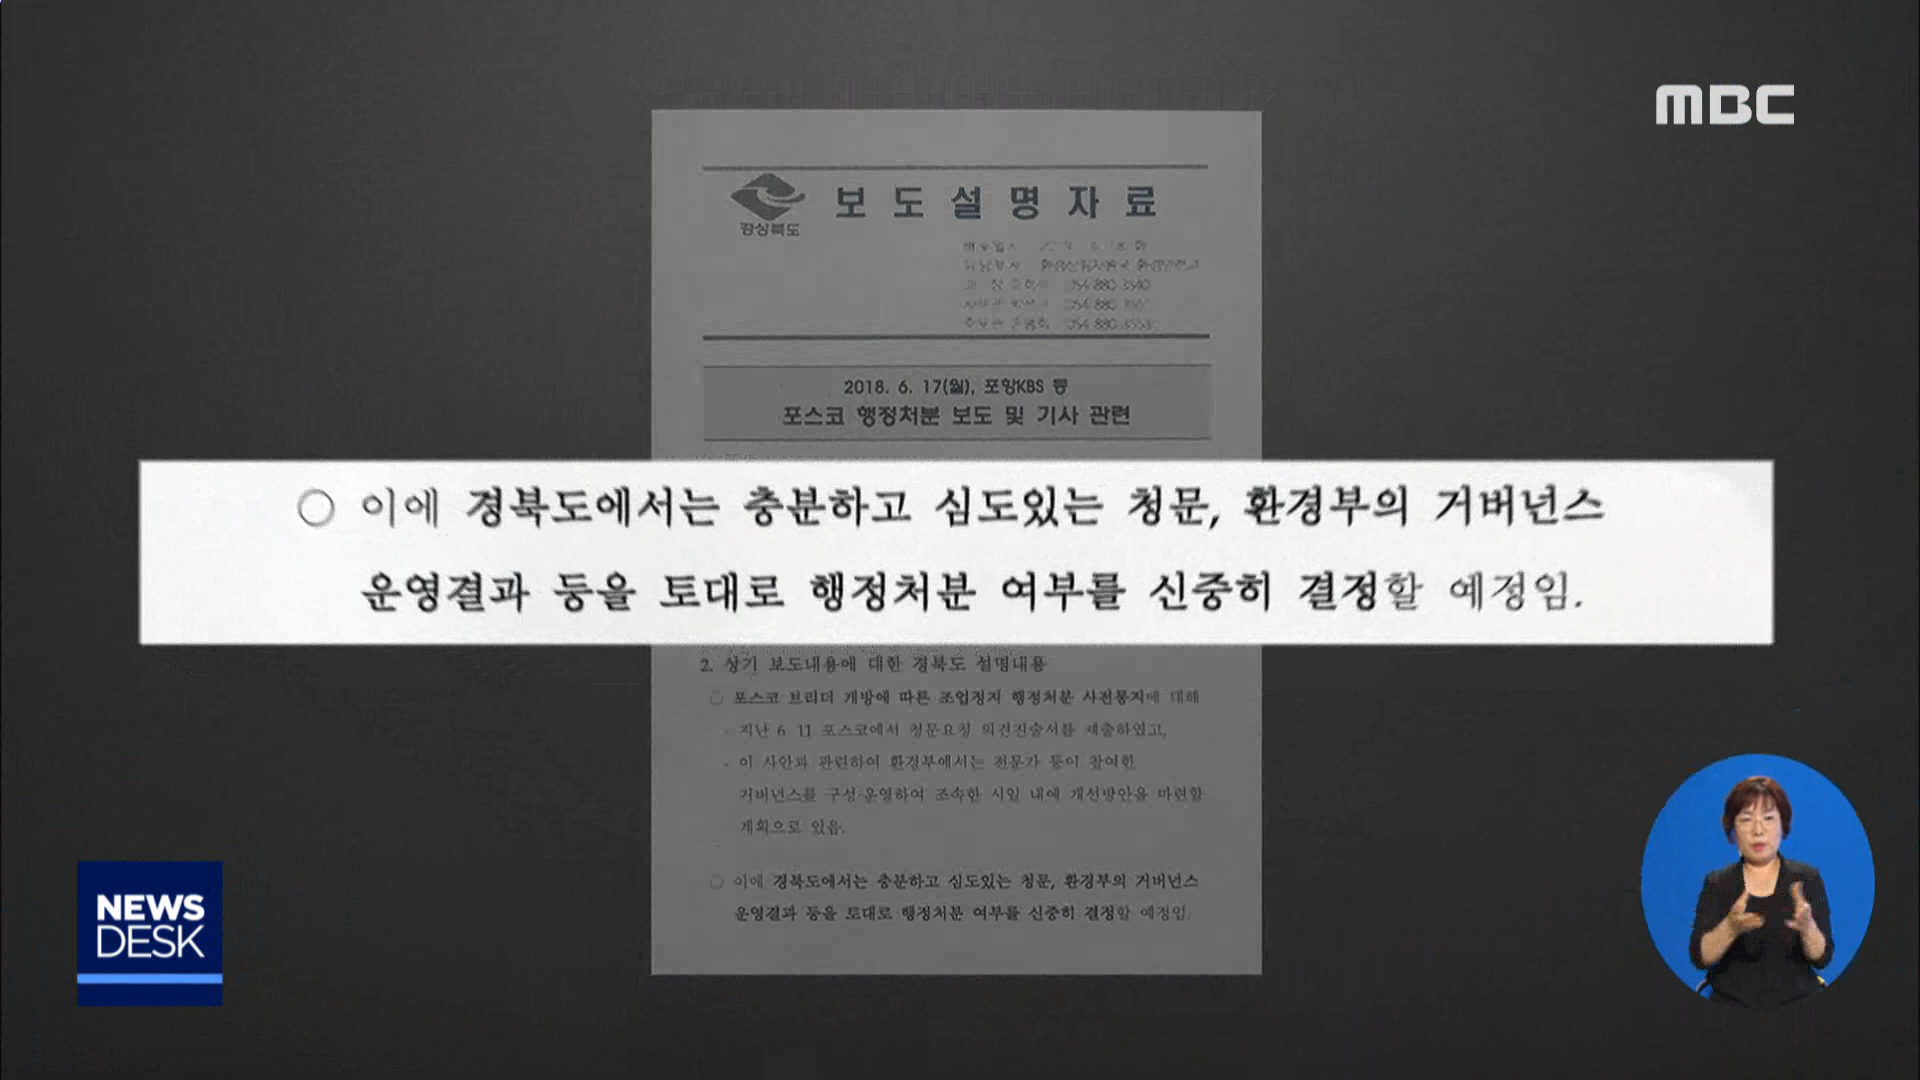 MBC
보도설명자료
경상북도
054 880 3540
2018. 6. 17(월), 포항KBS 등
포스코 행정처분 보도 및 기사 관련
○ 이에 경북도에서는 충분하고 심도있는 청문, 환경부의 거버넌스
운영결과 등을 토대로 행정처분 여부를 신중히 결정할 예정임.
2. 상기 보도내용에 대한 경북도 설명내용
○ 포스코 브리더 개방에 따른 조업정지 행정처분 사전통지에 대해
- 지난 6. 11 포스코에서 청문요청 의견진술서를 제출하였고,
- 이 사안과 관련하여 환경부에서는 전문가 등이 참여한
거버넌스를 구성·운영하여 조속한 시일 내에 개선방안을 마련할
계획으로 있음.
○ 이에 경북도에서는 충분하고 심도있는 청문, 환경부의 거버넌스
운영결과 등을 토대로 행정처분 여부를 신중히 결정할 예정임.
NEWS
DESK